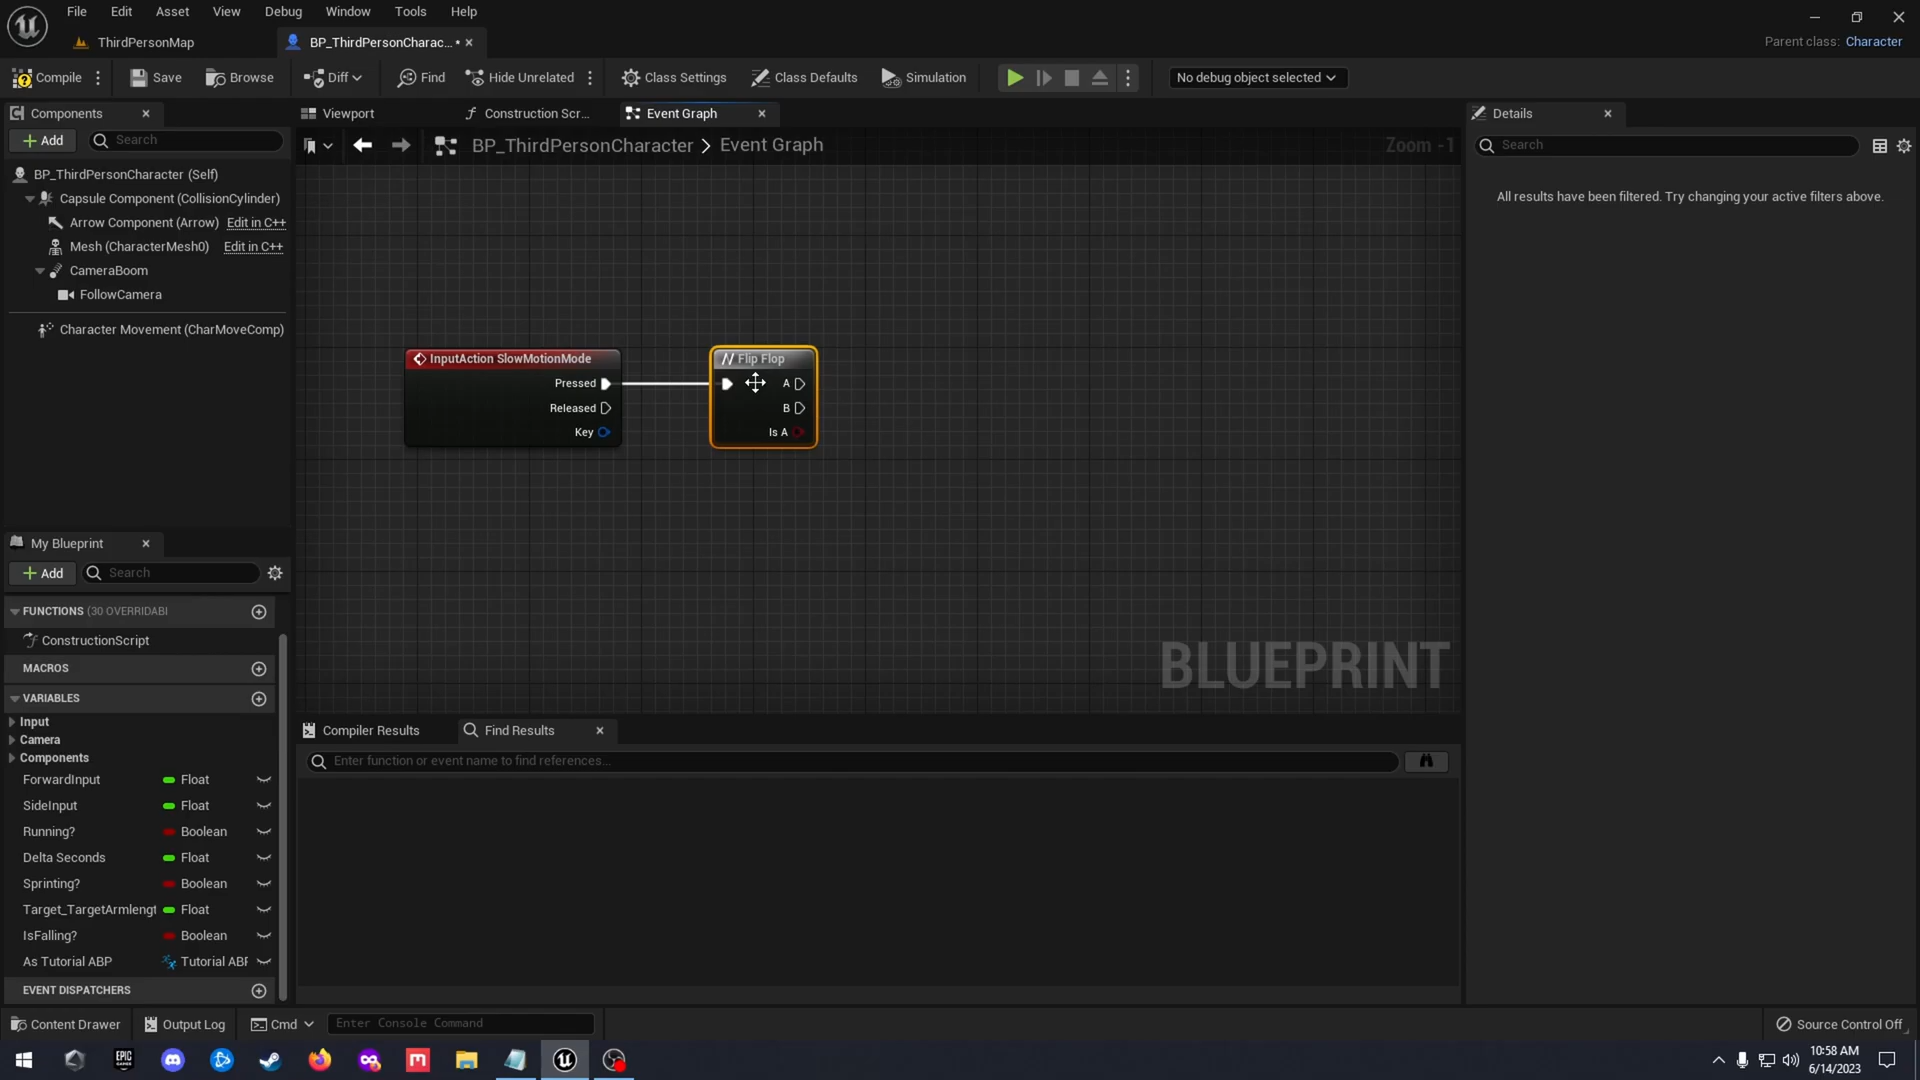 File Edit Asset View Debug Window Tools Help
ThirdPersonMap
BP_ThirdPersonCharac... •
Parent class: Character
Compile
Save
Browse
Diff
Find
Hide Unrelated
Class Settings
Class Defaults
Simulation
No debug object selected
Components
Add
Search
BP_ThirdPersonCharacter (Self)
Capsule Component (CollisionCylinder)
Arrow Component (Arrow) Edit in C++
Mesh (CharacterMesh0) Edit in C++
CameraBoom
FollowCamera
Character Movement (CharMoveComp)
Viewport
Construction Scr...
Event Graph
BP_ThirdPersonCharacter > Event Graph
Zoom -1
InputAction SlowMotionMode
Pressed
Released
Key
Flip Flop
A
B
Is A
BLUEPRINT
Details
Search
All results have been filtered. Try changing your active filters above.
My Blueprint
Add
Search
FUNCTIONS (30 OVERRIDABI
ConstructionScript
MACROS
VARIABLES
Input
Camera
Components
ForwardInput Float
SideInput Float
Running? Boolean
Delta Seconds Float
Sprinting? Boolean
Target_TargetArmlengt Float
IsFalling? Boolean
As Tutorial ABP Tutorial ABF
EVENT DISPATCHERS
Compiler Results
Find Results
Enter function or event name to find references...
Content Drawer
Output Log
Cmd
Enter Console Command
Source Control Off
EPIC GAMES
10:58 AM
6/14/2023